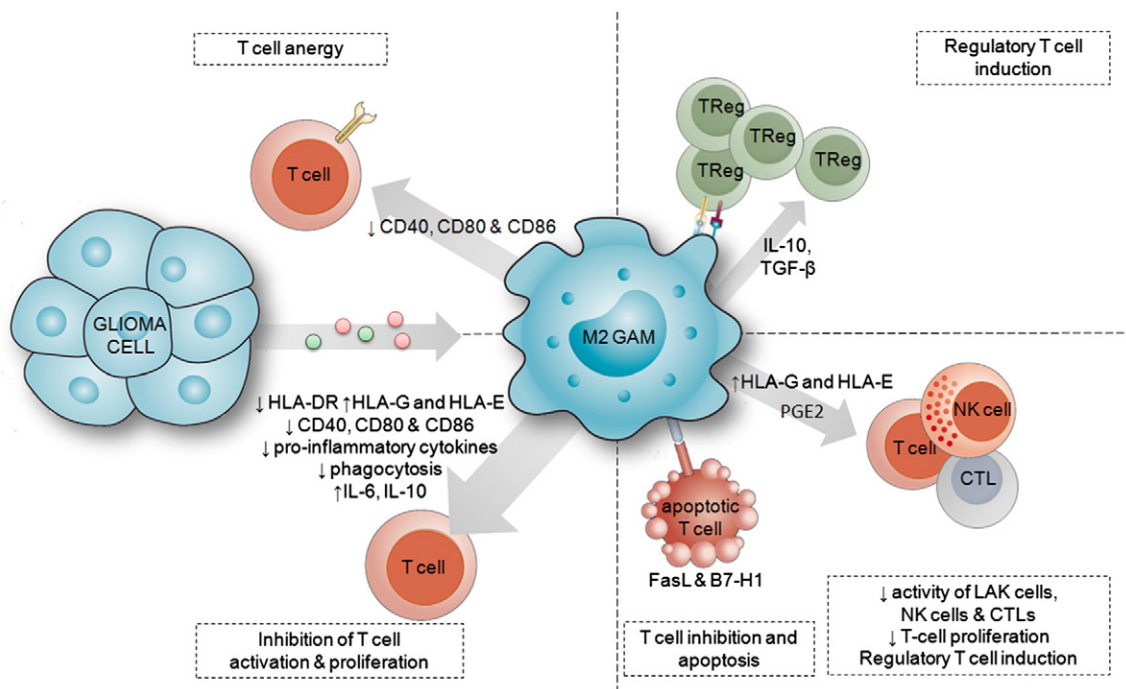 T cell anergy
Regulatory T cell
induction
T cell
TReg
TReg
TReg
TReg
↓ CD40, CD80 & CD86
IL-10,
TGF-β
GLIOMA
CELL
M2 GAM
↓ HLA-DR ↑HLA-G and HLA-E
↓ CD40, CD80 & CD86
↓pro-inflammatory cytokines
↓ phagocytosis
↑IL-6, IL-10
↑HLA-G and HLA-E
PGE2
NK cell
T cell
CTL
apoptotic
T cell
FasL & B7-H1
T cell
Inhibition of T cell
activation & proliferation
T cell inhibition and
apoptosis
↓ activity of LAK cells,
NK cells & CTLs
↓ T-cell proliferation
Regulatory T cell induction